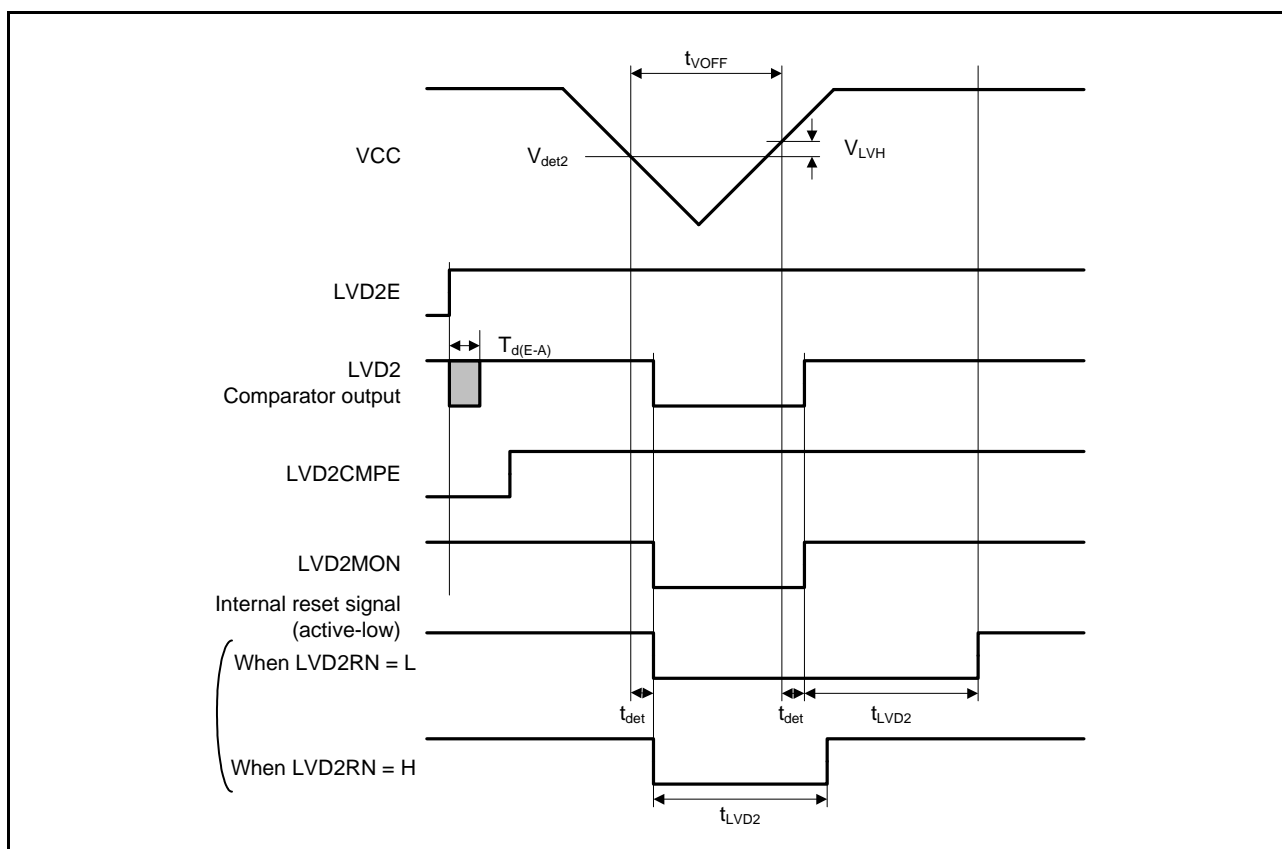 tVOFF
VCC
Vdet2
VLVH
LVD2E
Td(E-A)
LVD2
Comparator output
LVD2CMPE
LVD2MON
Internal reset signal
(active-low)
When LVD2RN = L
tdet
tdet
tLVD2
When LVD2RN = H
tLVD2